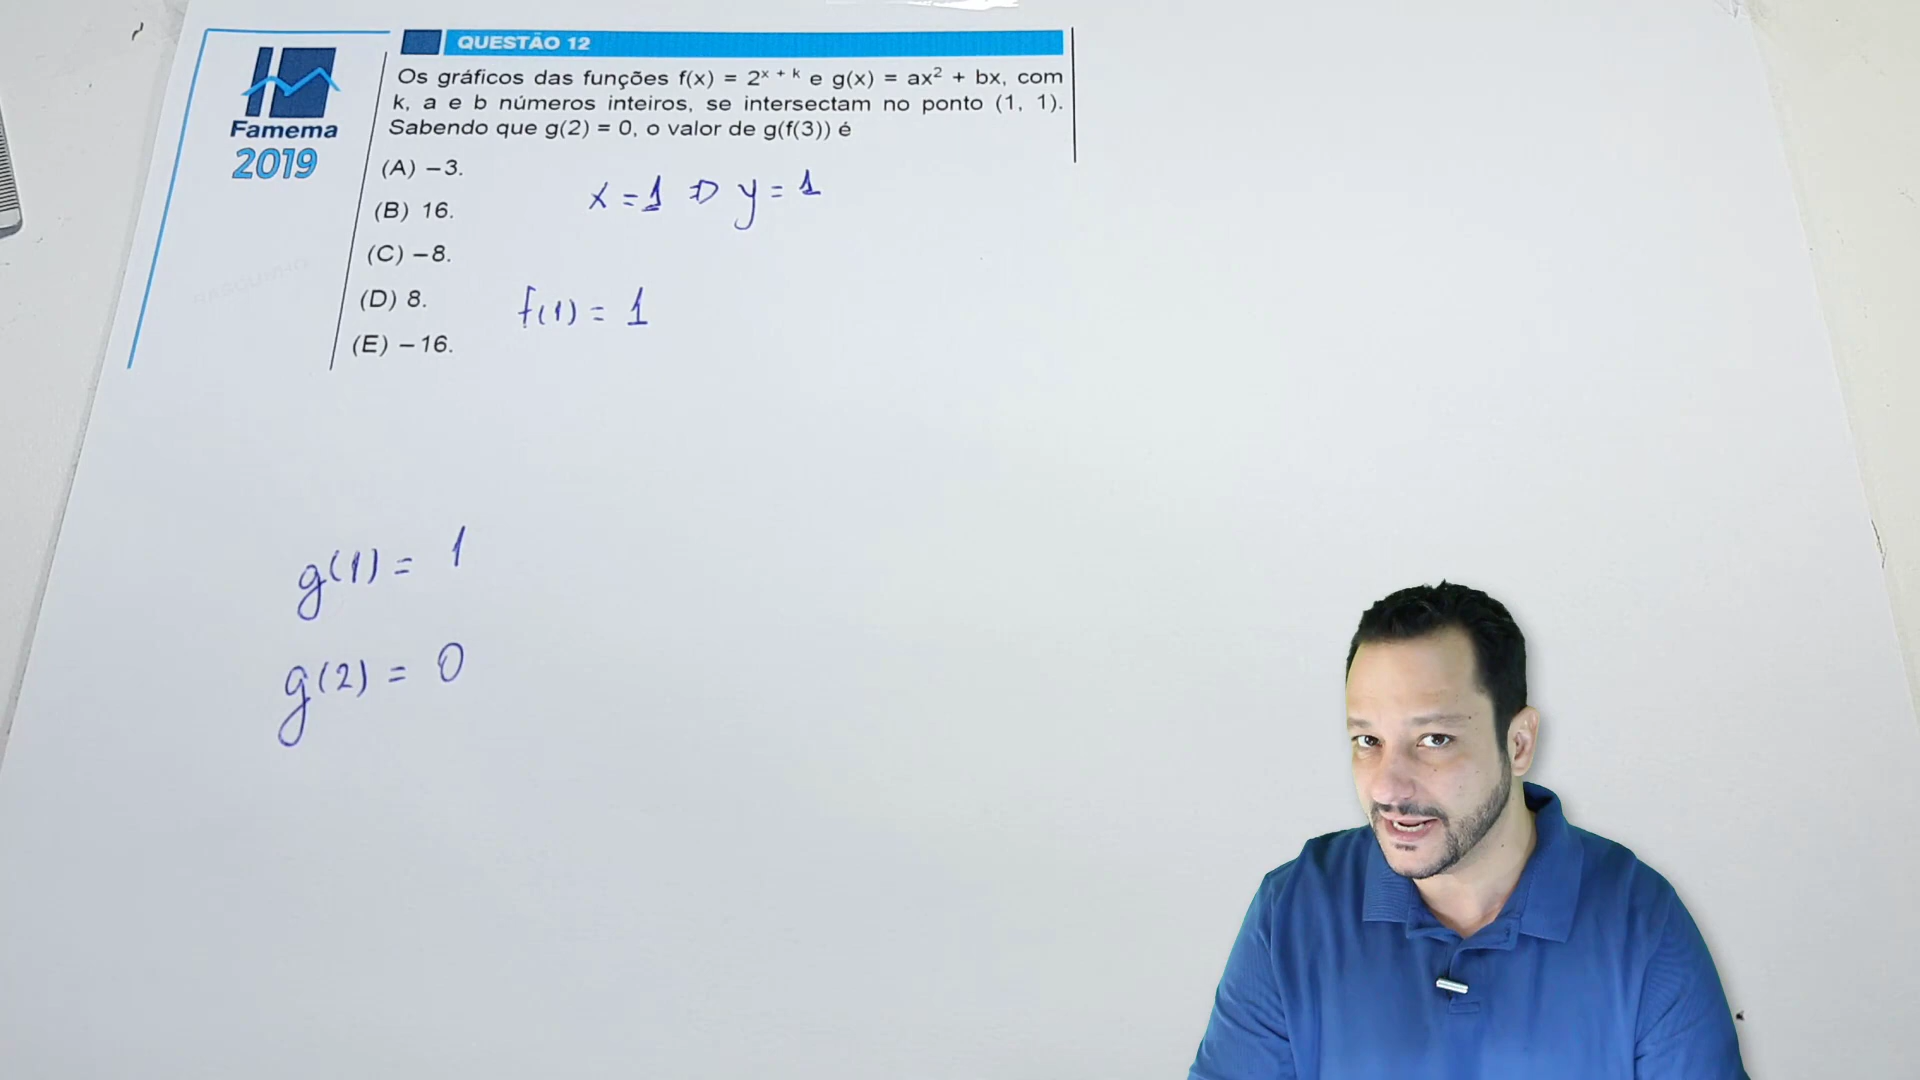 QUESTÃO 12
Os gráficos das funções f(x) = 2^(x + k) e g(x) = ax² + bx, com
k, a e b números inteiros, se intersectam no ponto (1, 1).
Sabendo que g(2) = 0, o valor de g(f(3)) é
Famema
2019
(A) –3.
(B) 16.
(C) –8.
(D) 8.
(E) –16.
x = 1 ⇒ y = 1
f(1) = 1
RASCUNHO
g(1) = 1
g(2) = 0